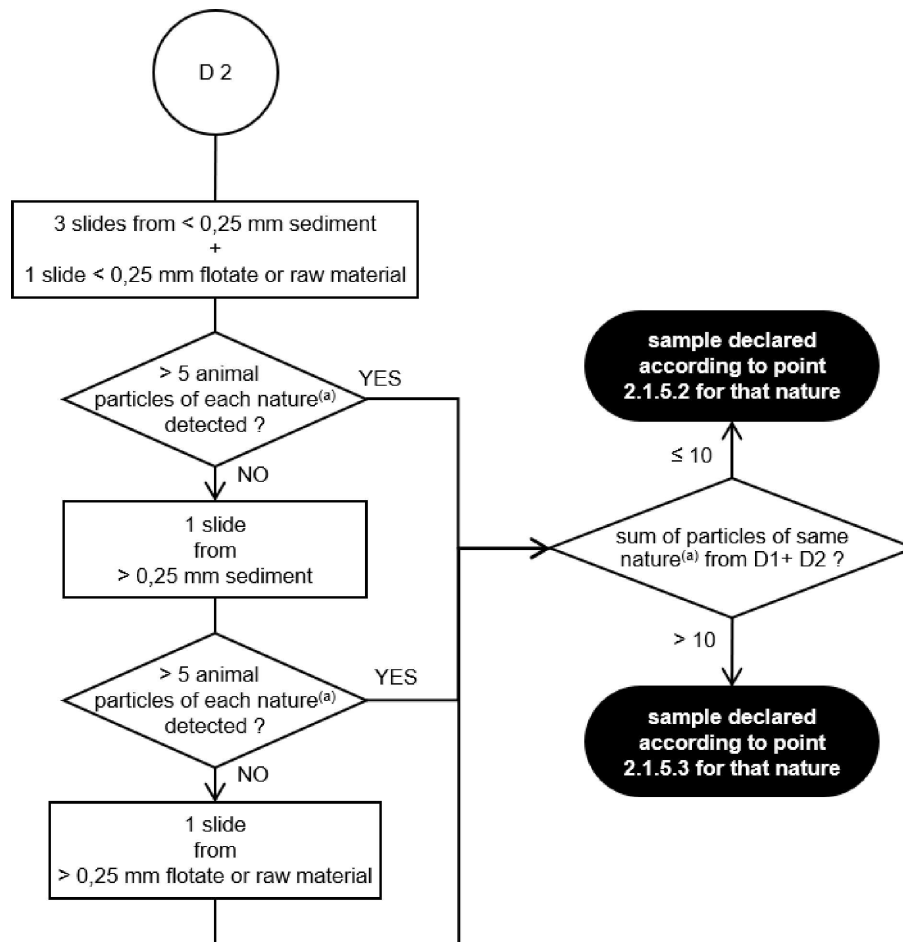 D 2
3 slides from < 0,25 mm sediment
+
1 slide < 0,25 mm flotate or raw material
> 5 animal
particles of each nature(a)
detected ?
YES
NO
1 slide
from
> 0,25 mm sediment
> 5 animal
particles of each nature(a)
detected ?
YES
NO
1 slide
from
> 0,25 mm flotate or raw material
sample declared
according to point
2.1.5.2 for that nature
≤ 10
sum of particles of same
nature(a) from D1+ D2 ?
> 10
sample declared
according to point
2.1.5.3 for that nature